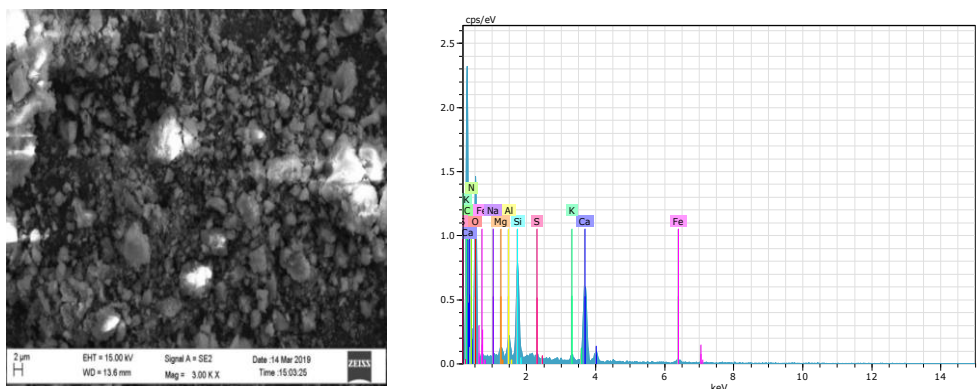 2 µm
EHT = 15.00 kV
Signal A = SE2
Date :14 Mar 2019
WD = 13.6 mm
Mag = 3.00 K X
Time :15:03:25
ZEISS
cps/eV
2.5
2.0
1.5
1.0
0.5
0.0
N
K
C
Fe
Na
Al
K
Ca
O
Mg
Si
S
Ca
Fe
2
4
6
8
10
12
14
keV